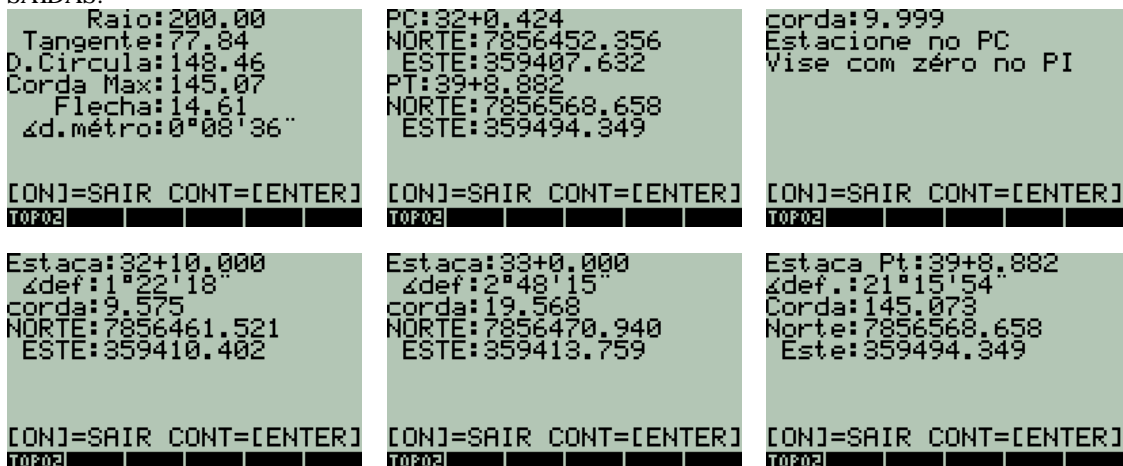 SAÍDAS:
Raio:200.00
Tangente:77.84
D.Circula:148.46
Corda Max:145.07
Flecha:14.61
∡d.métro:0°08'36¨
[ON]=SAIR CONT=[ENTER]
TOPO2
PC:32+0.424
NORTE:7856452.356
ESTE:359407.632
PT:39+8.882
NORTE:7856568.658
ESTE:359494.349
[ON]=SAIR CONT=[ENTER]
TOPO2
corda:9.999
Estacione no PC
Vise com zéro no PI
[ON]=SAIR CONT=[ENTER]
TOPO2
Estaca:32+10.000
∡def:1°22'18¨
corda:9.575
NORTE:7856461.521
ESTE:359410.402
[ON]=SAIR CONT=[ENTER]
TOPO2
Estaca:33+0.000
∡def:2°48'15¨
corda:19.568
NORTE:7856470.940
ESTE:359413.759
[ON]=SAIR CONT=[ENTER]
TOPO2
Estaca Pt:39+8.882
∡def.:21°15'54¨
Corda:145.073
Norte:7856568.658
Este:359494.349
[ON]=SAIR CONT=[ENTER]
TOPO2